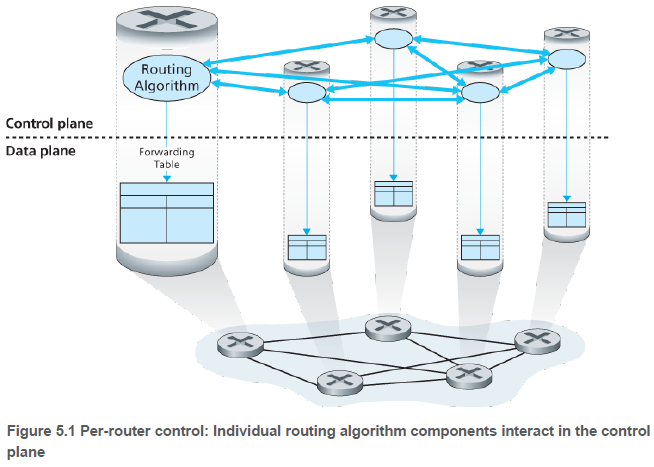 Routing
Algorithm
Control plane
Data plane
Forwarding
Table
Figure 5.1 Per-router control: Individual routing algorithm components interact in the control
plane